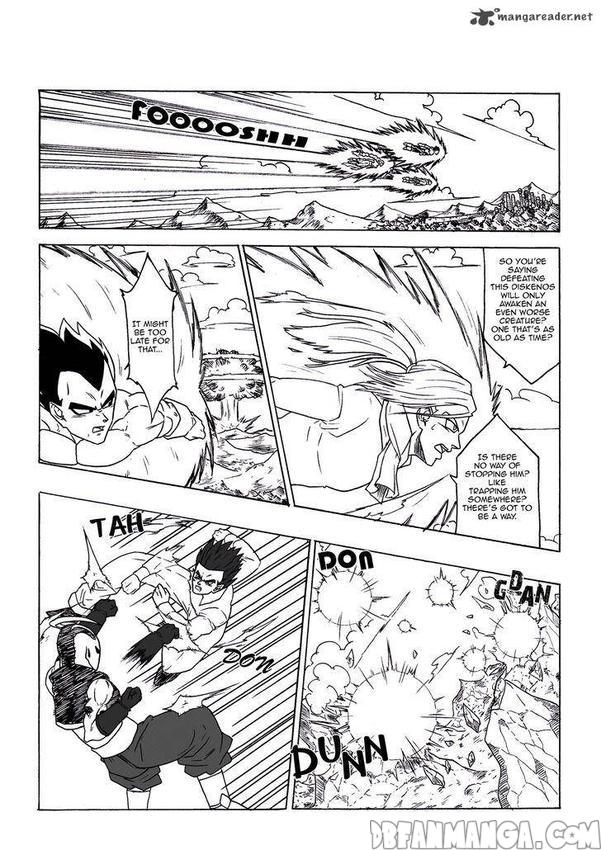 mangareader.net
FOOOOSHH
SO YOU'RE
SAYING
DEFEATING
THIS DISKENOS
WILL ONLY
AWAKEN AN
EVEN WORSE
CREATURE?
ONE THAT'S AS
OLD AS TIME?
IT MIGHT
BE TOO
LATE FOR
THAT...
IS THERE
NO WAY OF
STOPPING HIM?
LIKE
TRAPPING HIM
SOMEWHERE?
THERE'S GOT TO
BE A WAY.
TAH
DON
DON
GDAN
DUNN
DBFANMANGA.COM